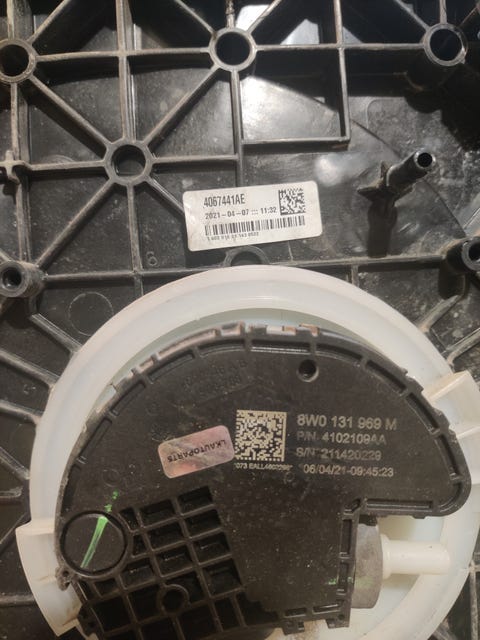 4067441AE
2021-04-07 ::: 11:32
8W0 131 969 M
P/N 4102109AA
S/N 211420229
LKAUTOPARTS
06/04/21-09:45:23